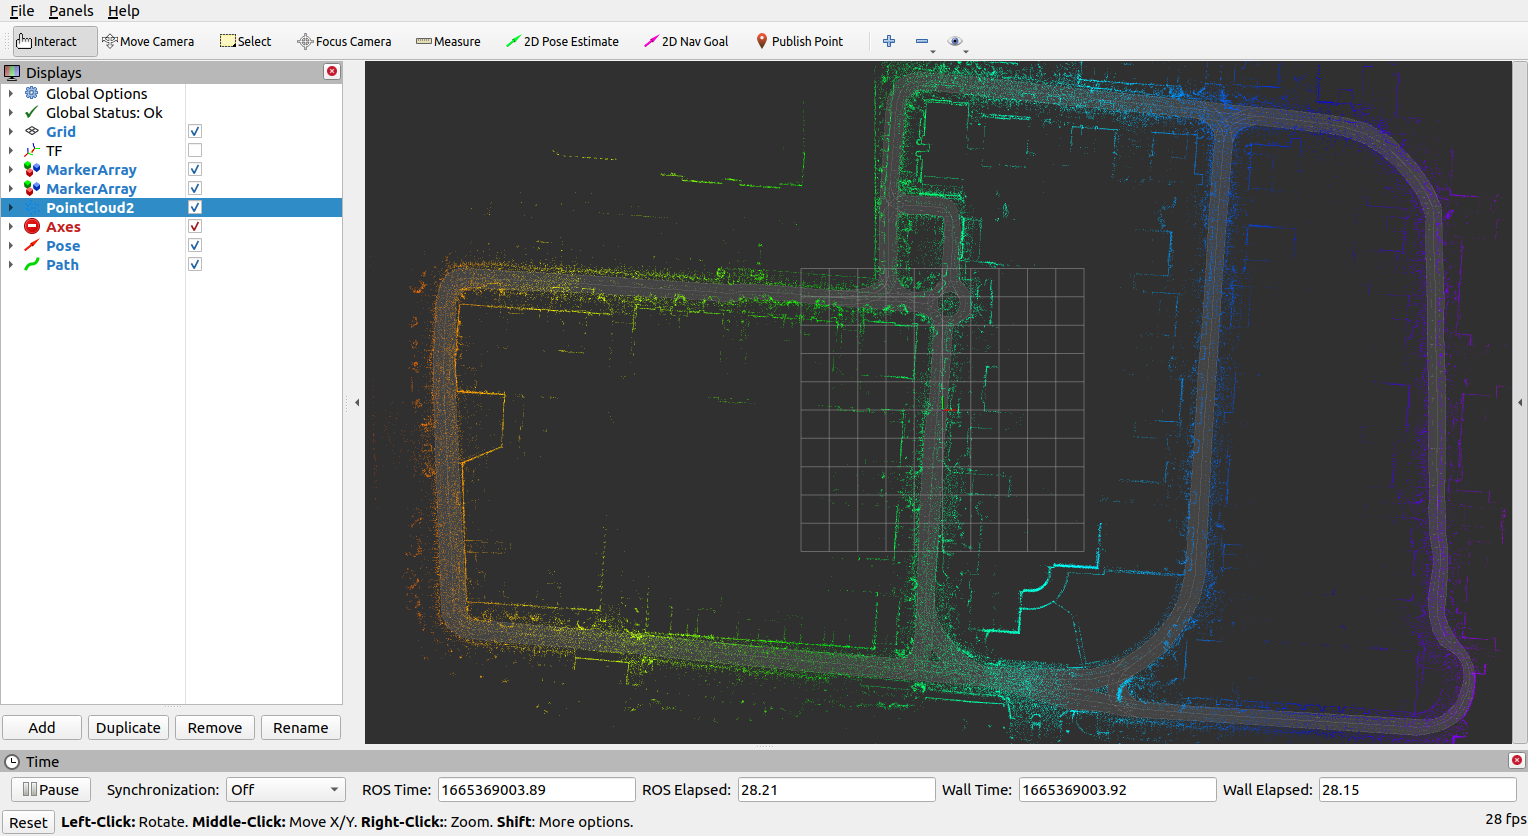 File Panels Help
Interact Move Camera Select Focus Camera Measure 2D Pose Estimate 2D Nav Goal Publish Point
Displays
Global Options
Global Status: Ok
Grid
TF
MarkerArray
MarkerArray
PointCloud2
Axes
Pose
Path
Add Duplicate Remove Rename
Time
Pause Synchronization: Off ROS Time: 1665369003.89 ROS Elapsed: 28.21 Wall Time: 1665369003.92 Wall Elapsed: 28.15
Reset Left-Click: Rotate. Middle-Click: Move X/Y. Right-Click:: Zoom. Shift: More options. 28 fps